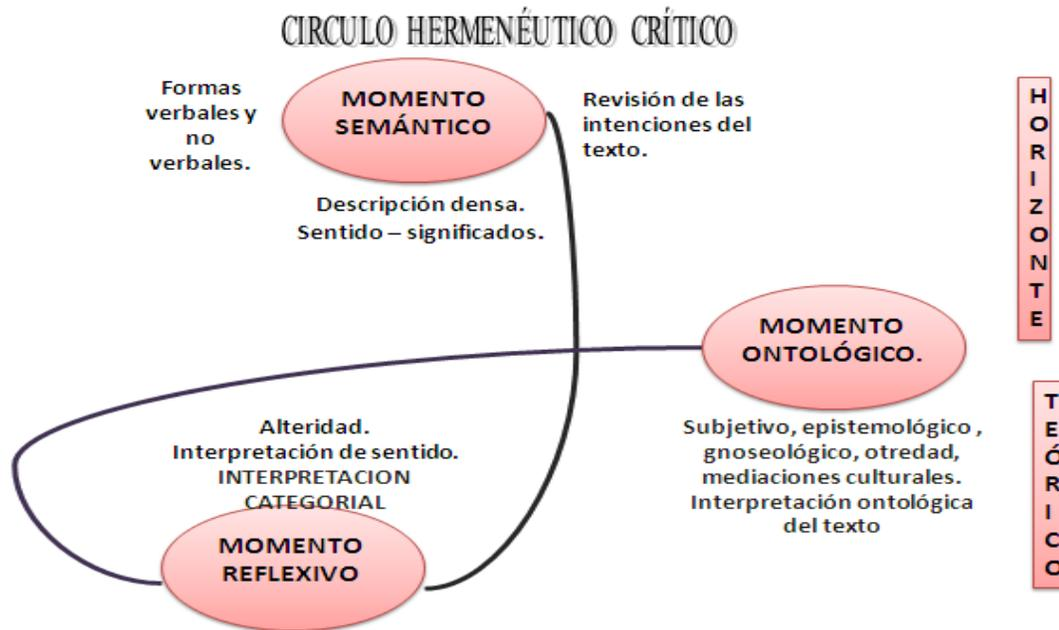 CIRCULO HERMENÉUTICO CRÍTICO
Formas
verbales y
no
verbales.
MOMENTO
SEMÁNTICO
Revisión de las
intenciones del
texto.
Descripción densa.
Sentido – significados.
HORIZONTE
MOMENTO
ONTOLÓGICO.
Subjetivo, epistemológico ,
gnoseológico, otredad,
mediaciones culturales.
Interpretación ontológica
del texto
Alteridad.
Interpretación de sentido.
INTERPRETACION
CATEGORIAL
MOMENTO
REFLEXIVO
TEÓRICO